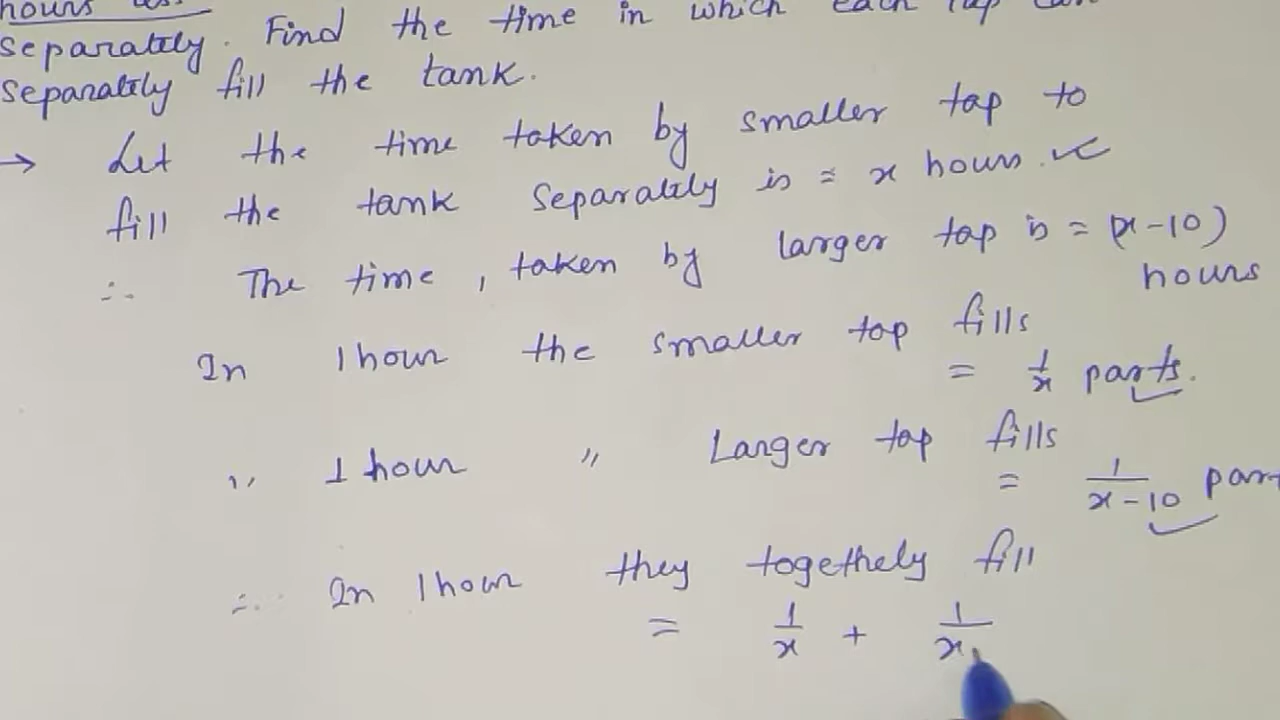 hours
separately. Find the time in which each tap can
separately fill the tank.
→ Let the time taken by smaller tap to
fill the tank separately is = x hours.
∴ The time, taken by larger tap is = (x-10)
hours
In 1 hour the smaller tap fills
= 1/x parts.
,, 1 hour ,, Larger tap fills
= 1/(x-10) part
∴ In 1 hour they togethely fill
= 1/x + 1/x